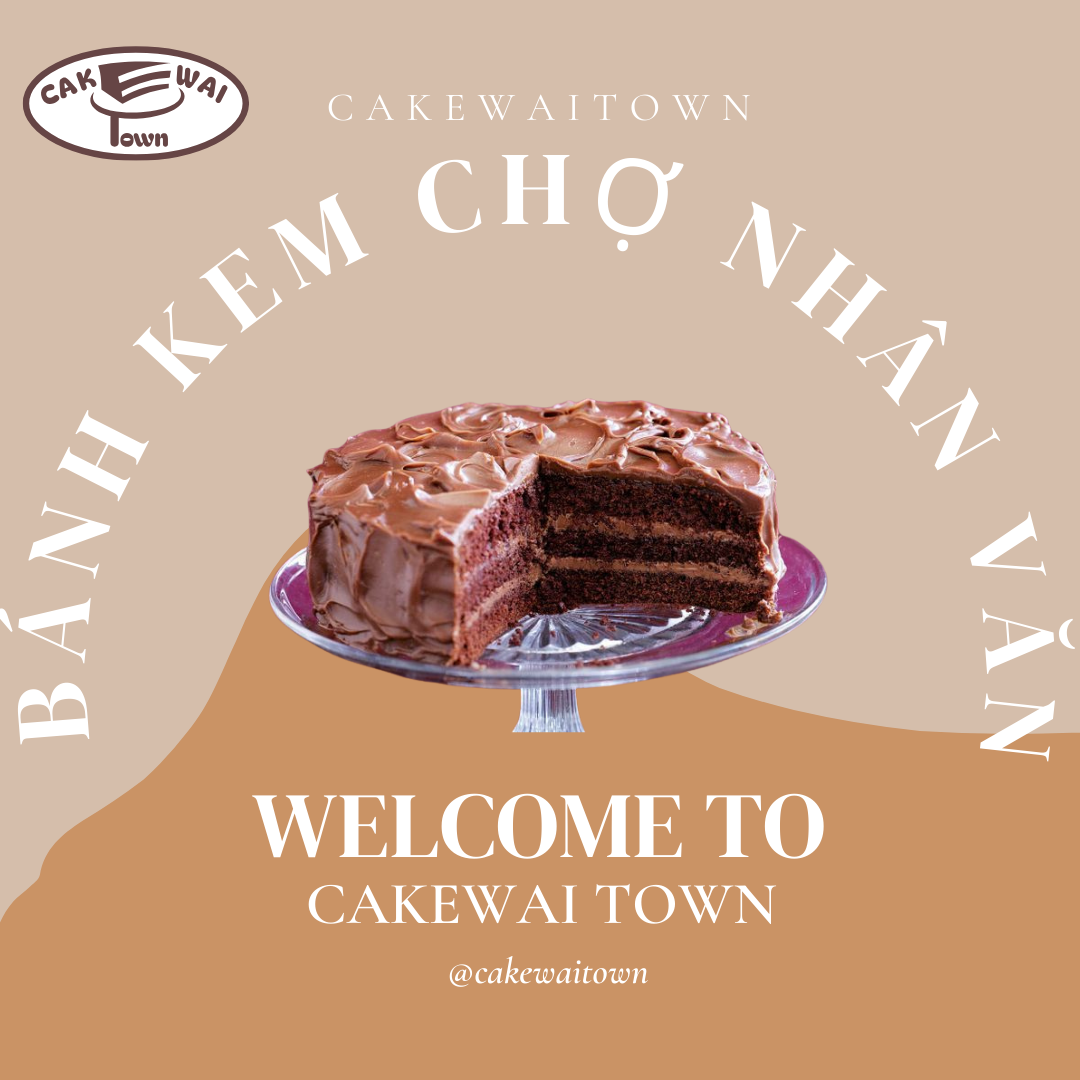 CAKEWAI
Town
CAKEWAITOWN
BÁNH KEM CHỢ NHÂN VĂN
WELCOME TO
CAKEWAI TOWN
@cakewaitown